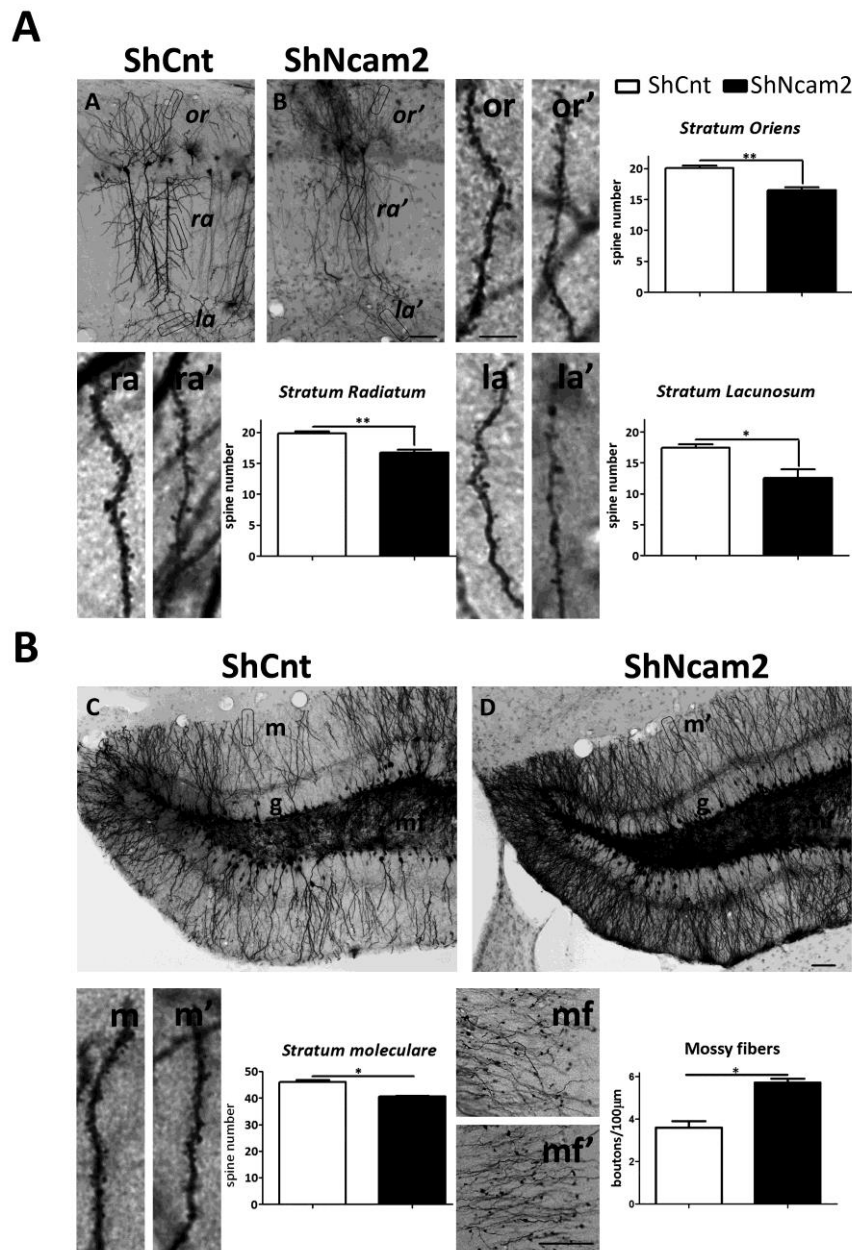 A
ShCnt
ShNcam2
A
or
ra
la
B
or'
ra'
la'
or
or'
ShCnt ShNcam2
Stratum Oriens
**
spine number
20
15
10
5
0
ra
ra'
Stratum Radiatum
**
spine number
20
15
10
5
0
la
la'
Stratum Lacunosum
*
spine number
20
15
10
5
0
B
ShCnt
ShNcam2
C
m
g
mf
D
m'
g
m
m'
Stratum moleculare
*
spine number
50
40
30
20
10
0
mf
mf'
Mossy fibers
*
boutons/100µm
6
4
2
0